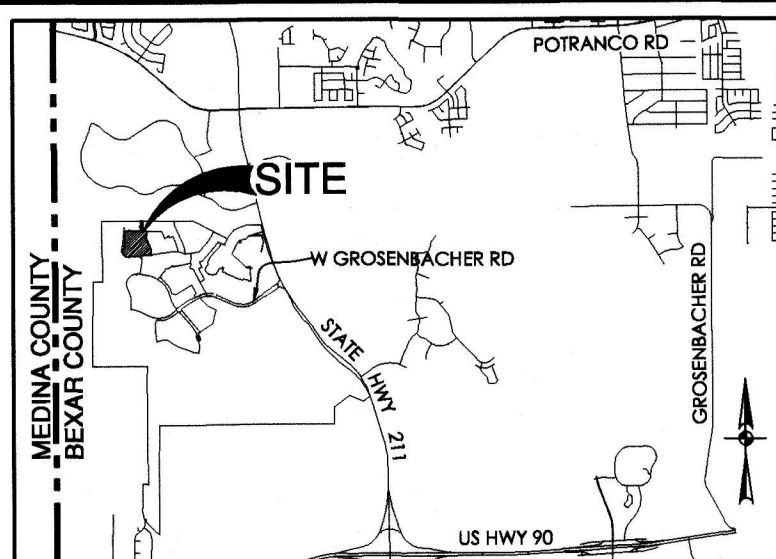 POTRANCO RD
SITE
W GROSENBACHER RD
MEDINA COUNTY
BEXAR COUNTY
STATE HWY 211
GROSENBACHER RD
US HWY 90